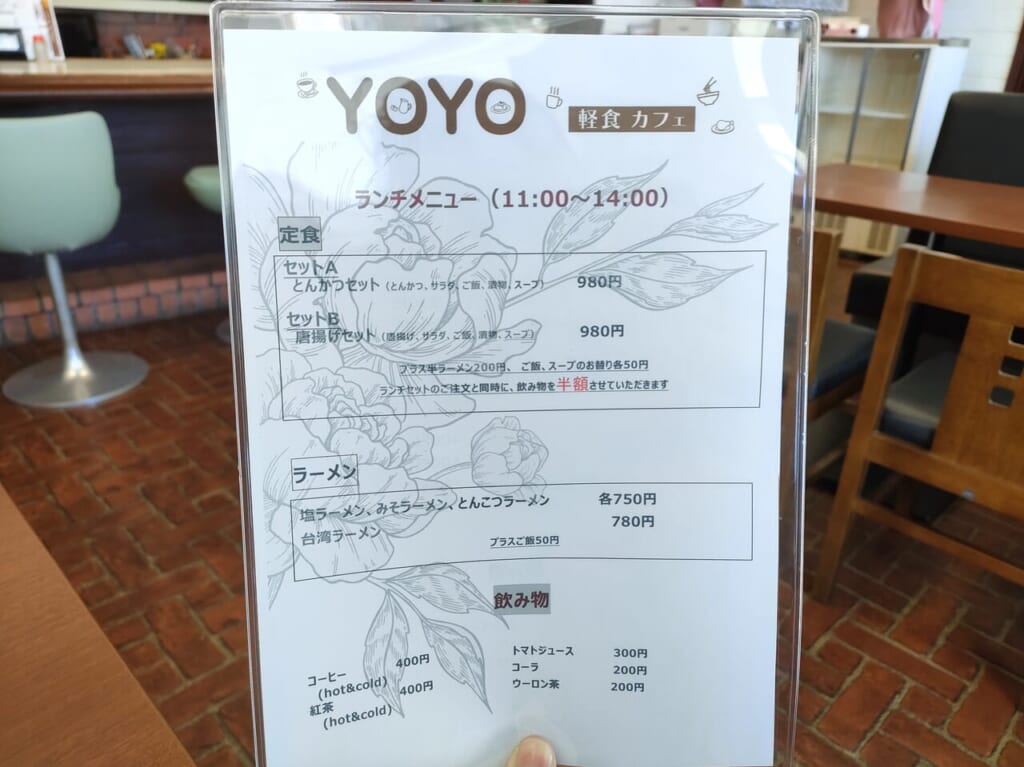 YOYO
軽食 カフェ
ランチメニュー（11:00～14:00）
定食
セットA
とんかつセット（とんかつ、サラダ、ご飯、漬物、スープ） 980円
セットB
唐揚げセット（唐揚げ、サラダ、ご飯、漬物、スープ） 980円
プラス半ラーメン200円、 ご飯、スープのお替り各50円
ランチセットのご注文と同時に、飲み物を半額させていただきます
ラーメン
塩ラーメン、みそラーメン、とんこつラーメン 各750円
台湾ラーメン 780円
プラスご飯50円
飲み物
コーヒー 400円
(hot&cold)
紅茶 400円
(hot&cold)
トマトジュース 300円
コーラ 200円
ウーロン茶 200円